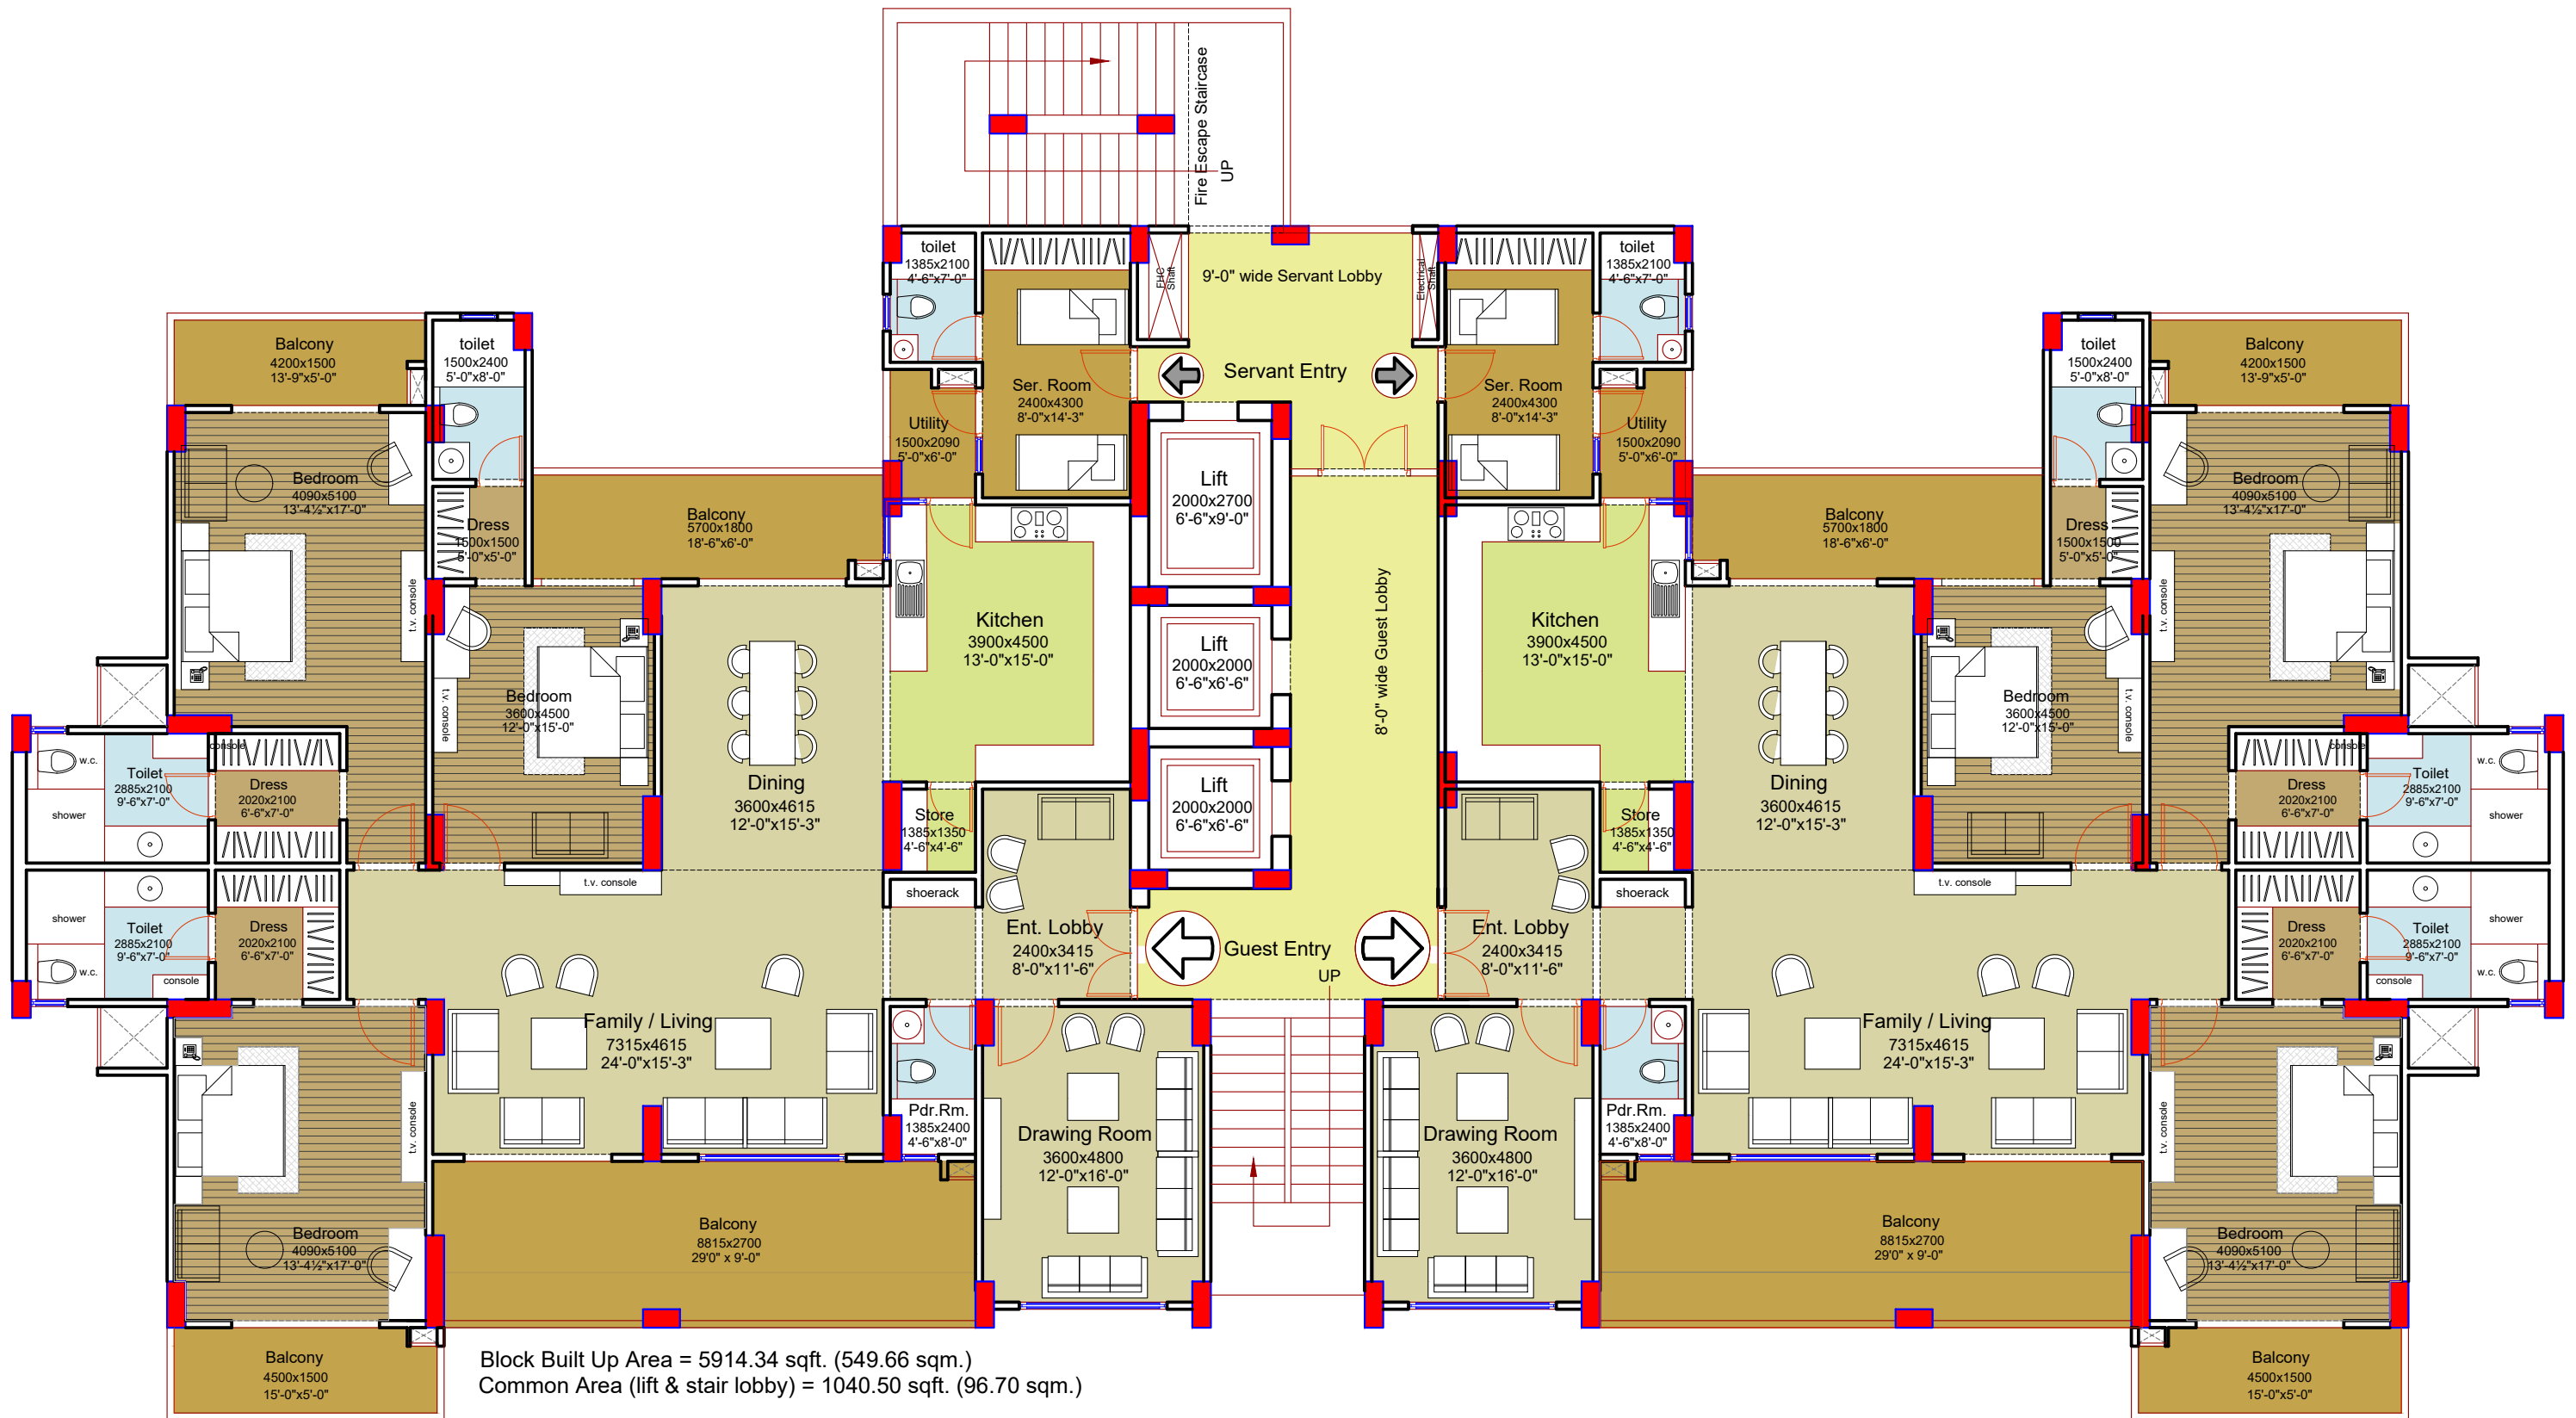 Fire Escape Staircase
UP
toilet
1385x2100
4'-6"x7'-0"
FHC
Shaft
9'-0" wide Servant Lobby
Electrical
Shaft
toilet
1385x2100
4'-6"x7'-0"
Balcony
4200x1500
13'-9"x5'-0"
toilet
1500x2400
5'-0"x8'-0"
Servant Entry
Ser. Room
2400x4300
8'-0"x14'-3"
Ser. Room
2400x4300
8'-0"x14'-3"
toilet
1500x2400
5'-0"x8'-0"
Balcony
4200x1500
13'-9"x5'-0"
Utility
1500x2090
5'-0"x6'-0"
Utility
1500x2090
5'-0"x6'-0"
Bedroom
4090x5100
13'-4½"x17'-0"
Dress
1500x1500
5'-0"x5'-0"
Balcony
5700x1800
18'-6"x6'-0"
Lift
2000x2700
6'-6"x9'-0"
Balcony
5700x1800
18'-6"x6'-0"
Dress
1500x1500
5'-0"x5'-0"
Bedroom
4090x5100
13'-4½"x17'-0"
t.v. console
t.v. console
Kitchen
3900x4500
13'-0"x15'-0"
Lift
2000x2000
6'-6"x6'-6"
8'-0" wide Guest Lobby
Kitchen
3900x4500
13'-0"x15'-0"
t.v. console
Bedroom
3600x4500
12'-0"x15'-0"
Bedroom
3600x4500
12'-0"x15'-0"
t.v. console
console
w.c.
Toilet
2885x2100
9'-6"x7'-0"
shower
Dress
2020x2100
6'-6"x7'-0"
Dining
3600x4615
12'-0"x15'-3"
Lift
2000x2000
6'-6"x6'-6"
Dining
3600x4615
12'-0"x15'-3"
console
Dress
2020x2100
6'-6"x7'-0"
Toilet
2885x2100
9'-6"x7'-0"
w.c.
shower
Store
1385x1350
4'-6"x4'-6"
Store
1385x1350
4'-6"x4'-6"
t.v. console
shoerack
shoerack
t.v. console
shower
Toilet
2885x2100
9'-6"x7'-0"
w.c.
console
Dress
2020x2100
6'-6"x7'-0"
Ent. Lobby
2400x3415
8'-0"x11'-6"
Guest Entry
UP
Ent. Lobby
2400x3415
8'-0"x11'-6"
Dress
2020x2100
6'-6"x7'-0"
Toilet
2885x2100
9'-6"x7'-0"
console
shower
w.c.
Family / Living
7315x4615
24'-0"x15'-3"
Family / Living
7315x4615
24'-0"x15'-3"
t.v. console
Pdr.Rm.
1385x2400
4'-6"x8'-0"
Drawing Room
3600x4800
12'-0"x16'-0"
Drawing Room
3600x4800
12'-0"x16'-0"
Pdr.Rm.
1385x2400
4'-6"x8'-0"
t.v. console
Bedroom
4090x5100
13'-4½"x17'-0"
Balcony
8815x2700
29'0" x 9'-0"
Balcony
8815x2700
29'0" x 9'-0"
Bedroom
4090x5100
13'-4½"x17'-0"
Balcony
4500x1500
15'-0"x5'-0"
Block Built Up Area = 5914.34 sqft. (549.66 sqm.)
Common Area (lift & stair lobby) = 1040.50 sqft. (96.70 sqm.)
Balcony
4500x1500
15'-0"x5'-0"